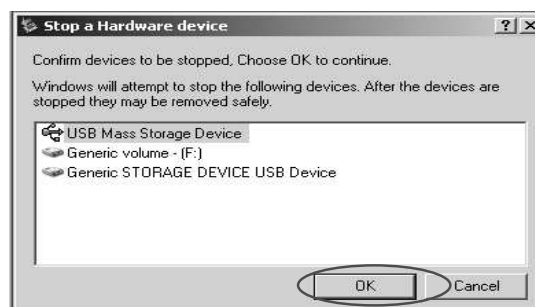 Stop a Hardware device
Confirm devices to be stopped, Choose OK to continue.
Windows will attempt to stop the following devices. After the devices are
stopped they may be removed safely.
USB Mass Storage Device
Generic volume - (F:)
Generic STORAGE DEVICE USB Device
OK Cancel